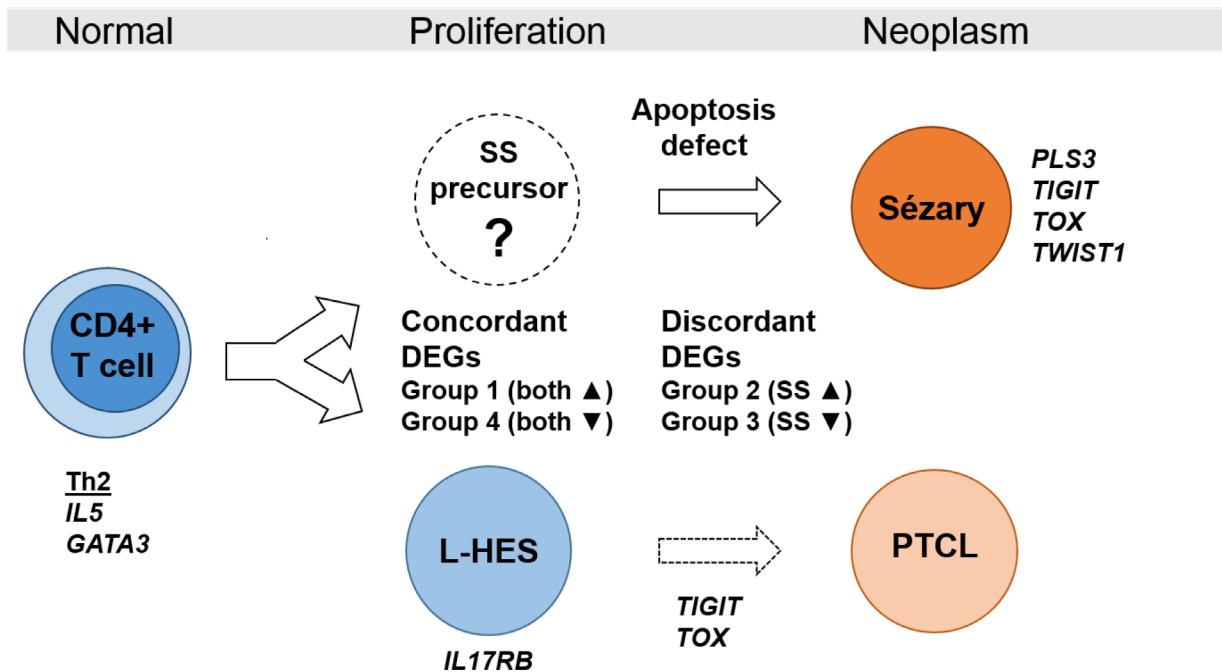 Normal
Proliferation
Neoplasm
SS
precursor
?
Apoptosis
defect
Sézary
PLS3
TIGIT
TOX
TWIST1
CD4+
T cell
Th2
IL5
GATA3
Concordant
DEGs
Group 1 (both ▲)
Group 4 (both ▼)
Discordant
DEGs
Group 2 (SS ▲)
Group 3 (SS ▼)
L-HES
IL17RB
TIGIT
TOX
PTCL